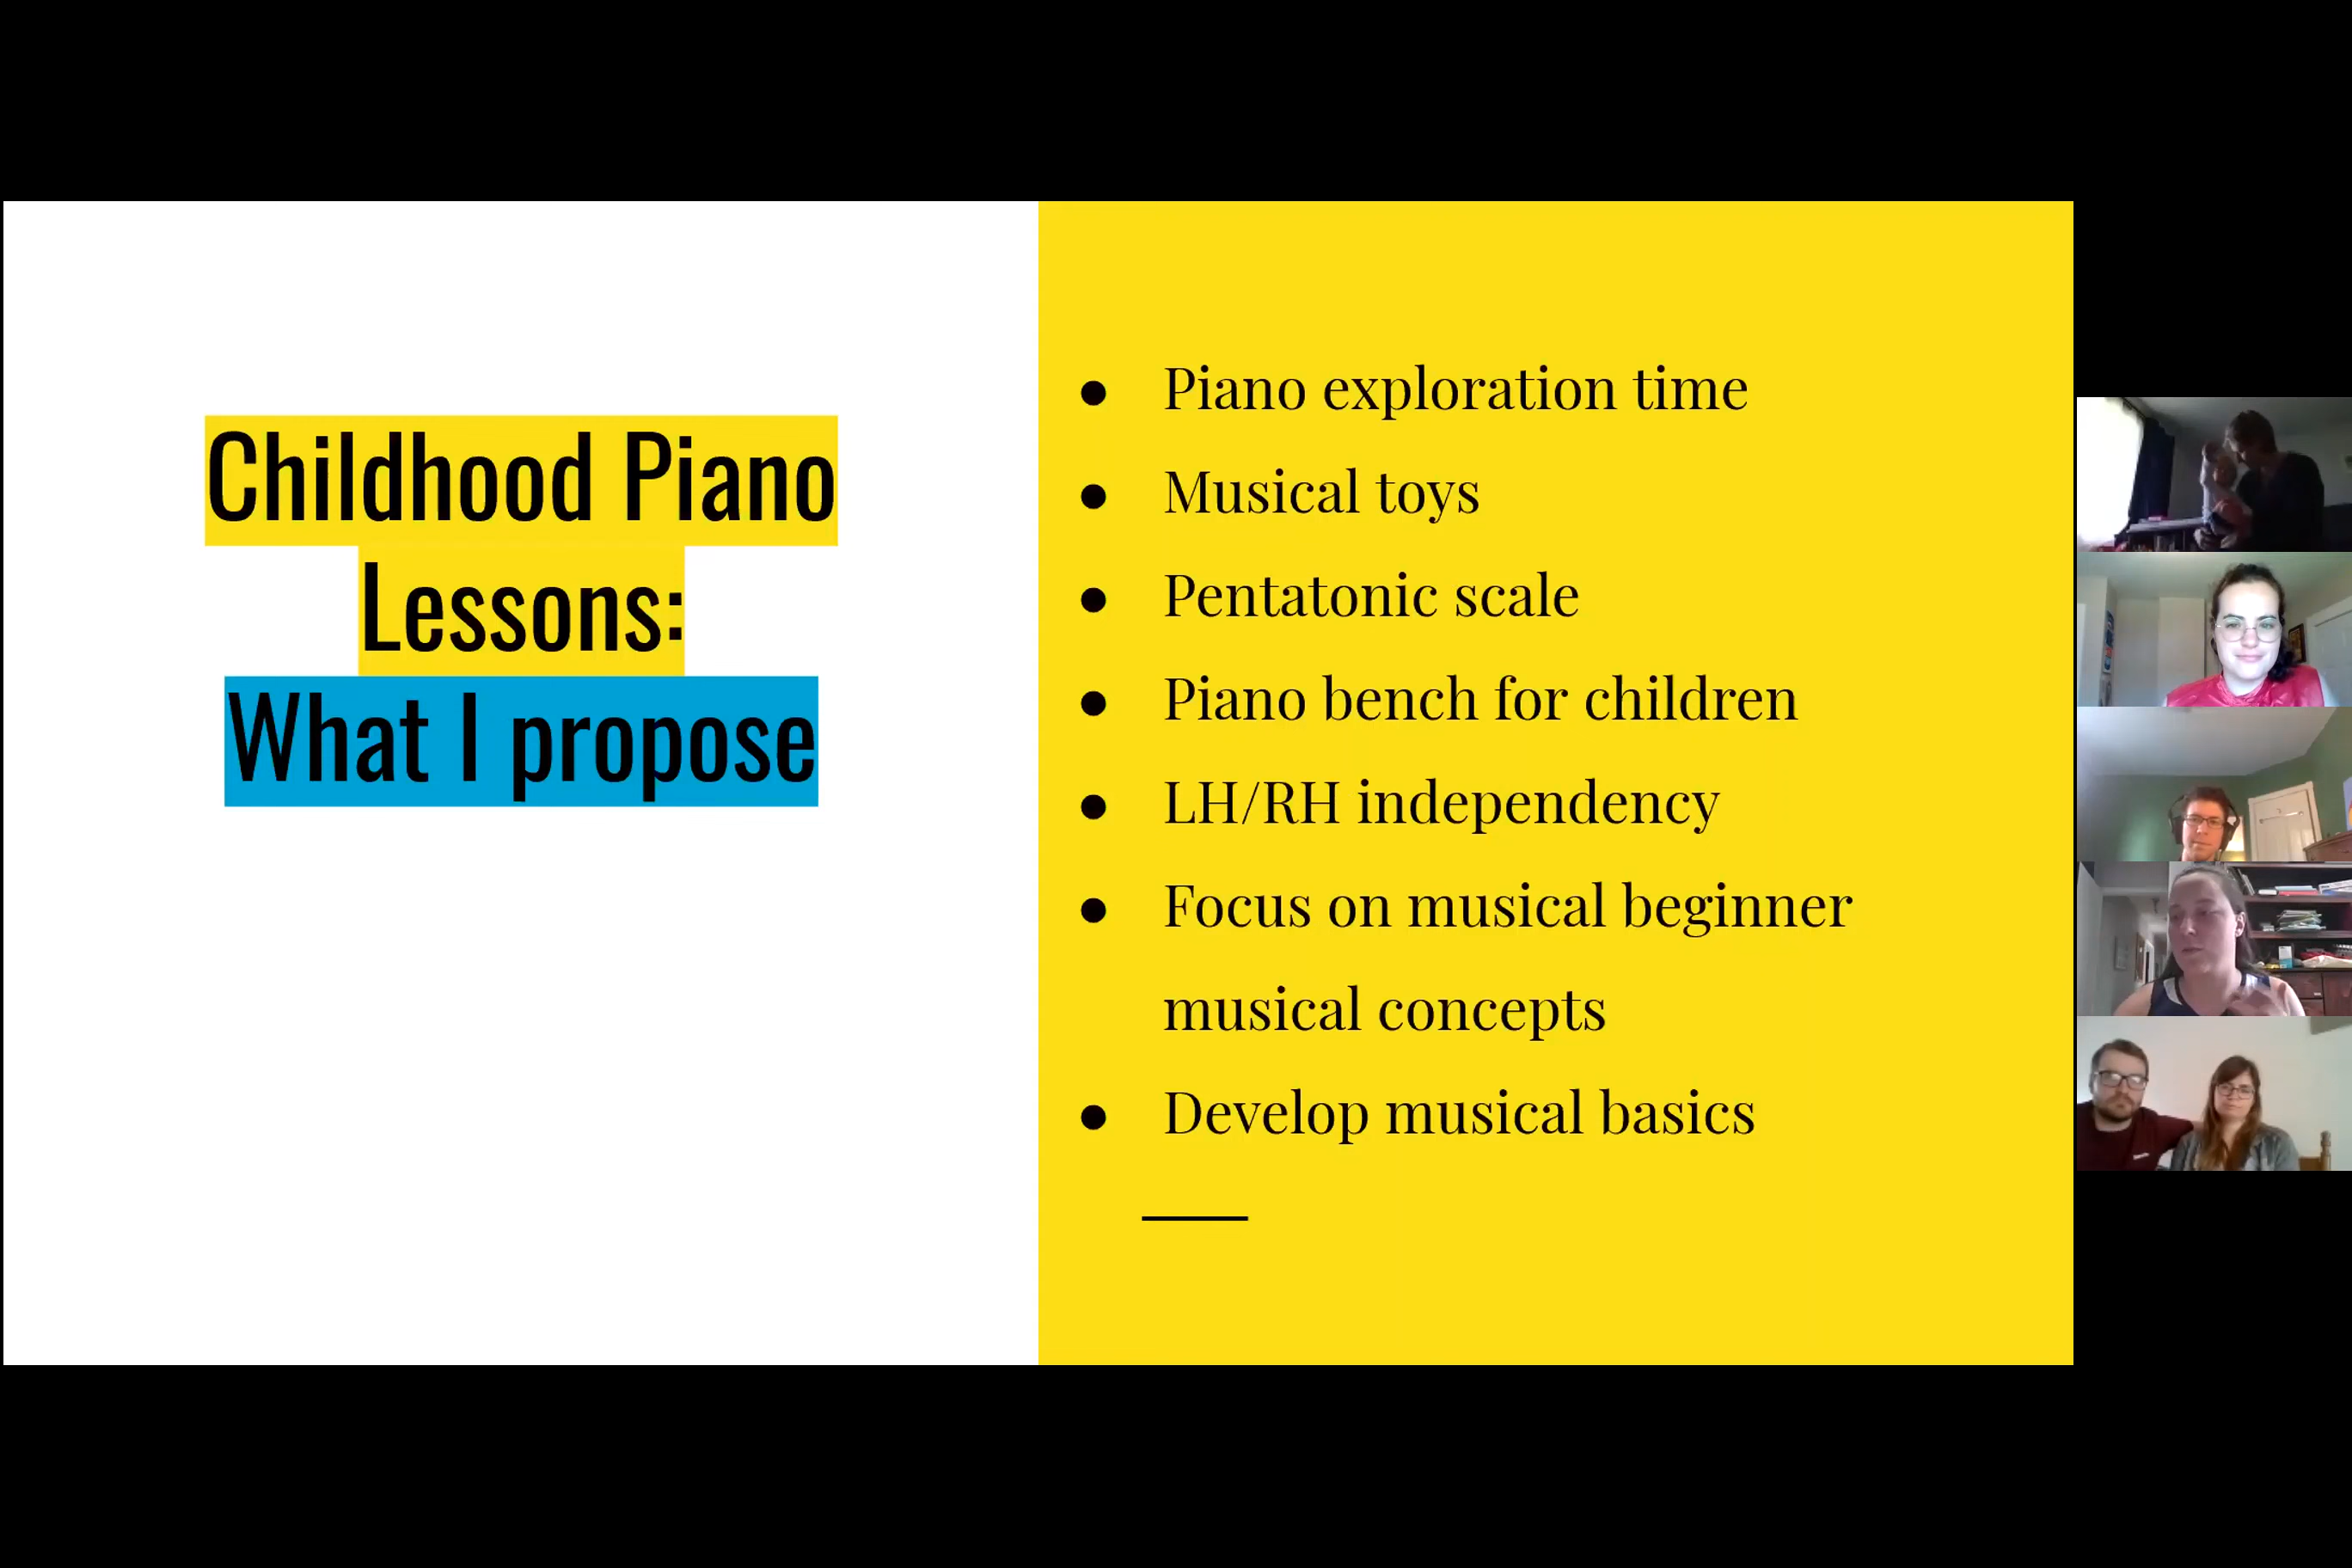 Childhood Piano
Lessons:
What I propose
● Piano exploration time
● Musical toys
● Pentatonic scale
● Piano bench for children
● LH/RH independency
● Focus on musical beginner
musical concepts
● Develop musical basics